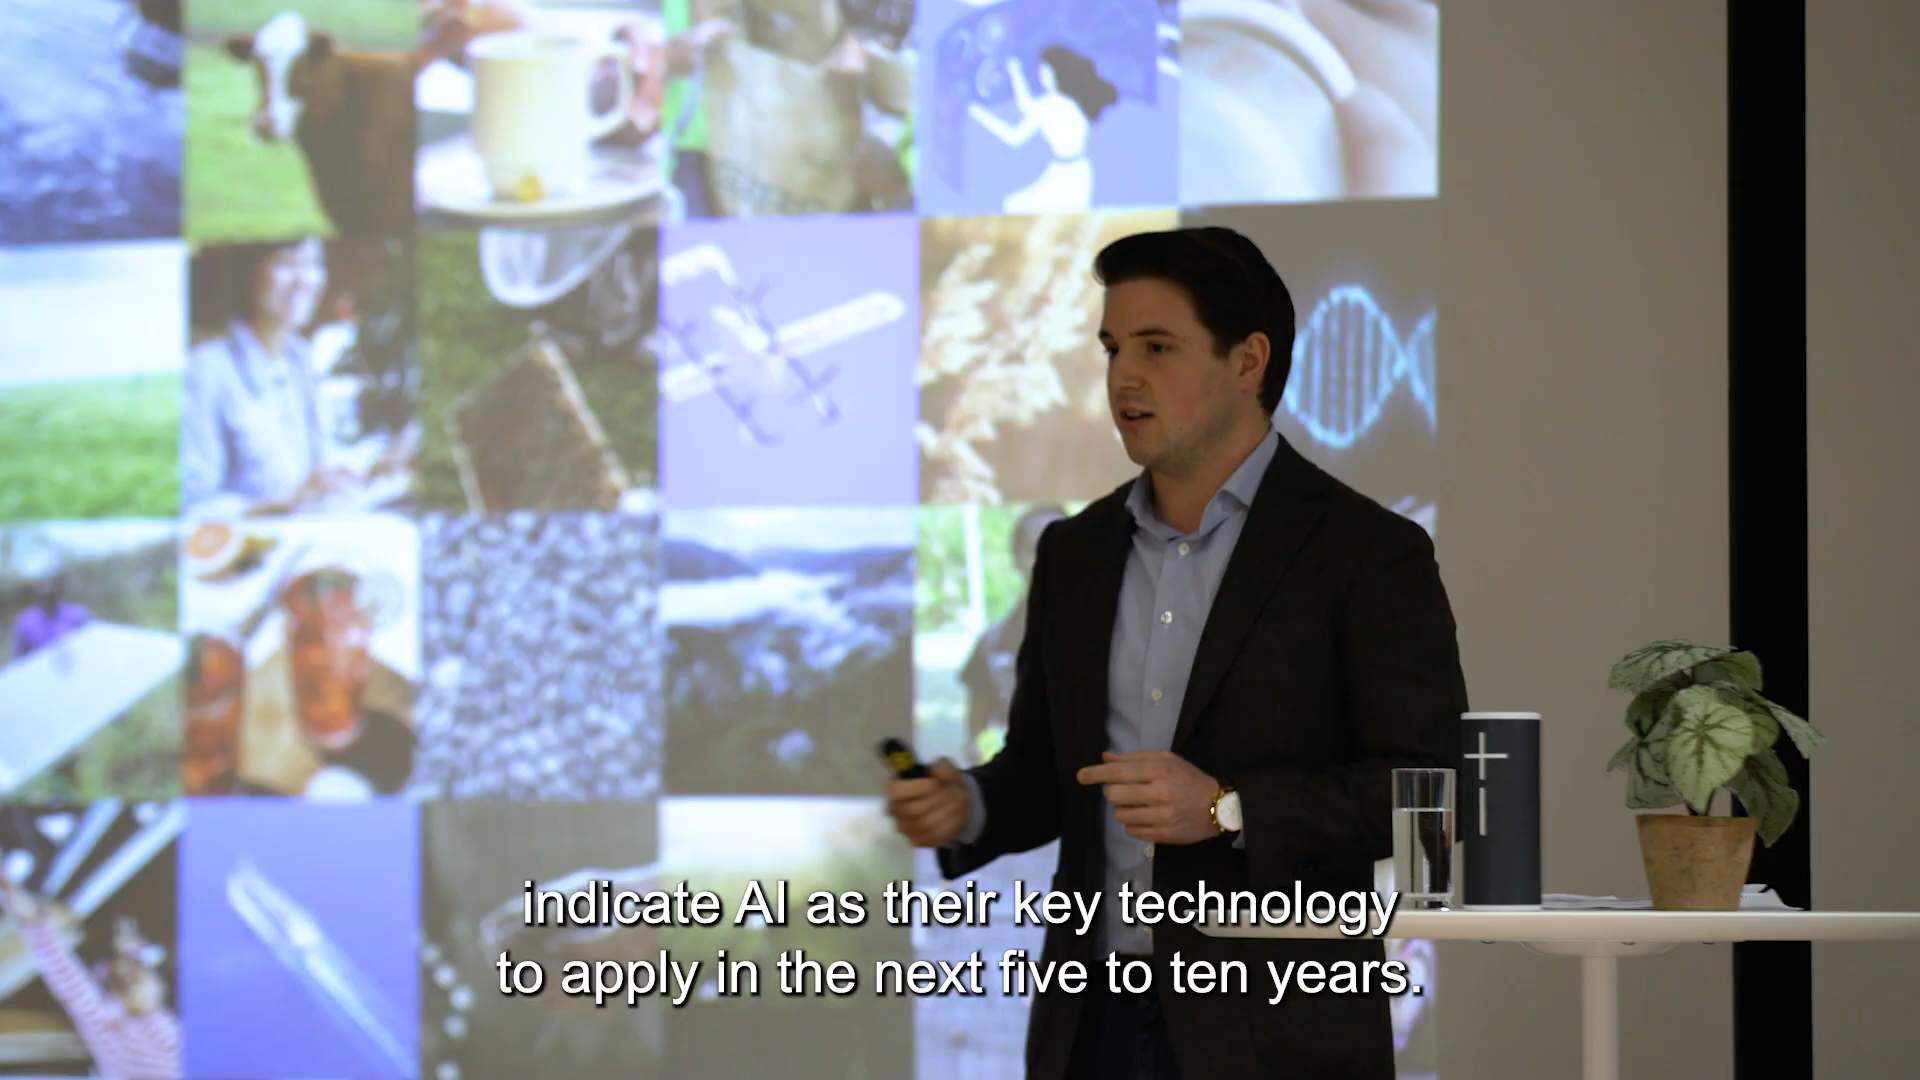 indicate AI as their key technology
to apply in the next five to ten years.